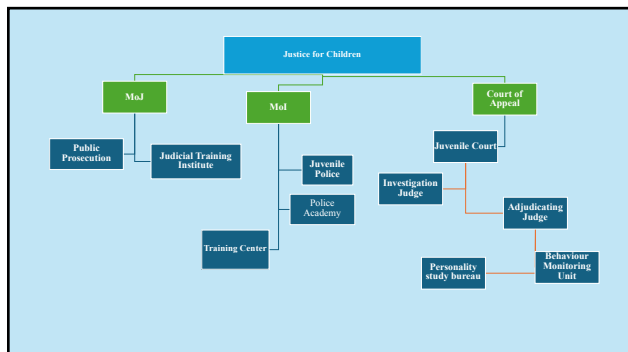 Justice for Children
MoJ
MoI
Court of
Appeal
Public
Prosecution
Judicial Training
Institute
Juvenile
Police
Police
Academy
Training Center
Juvenile Court
Investigation
Judge
Adjudicating
Judge
Personality
study bureau
Behaviour
Monitoring
Unit